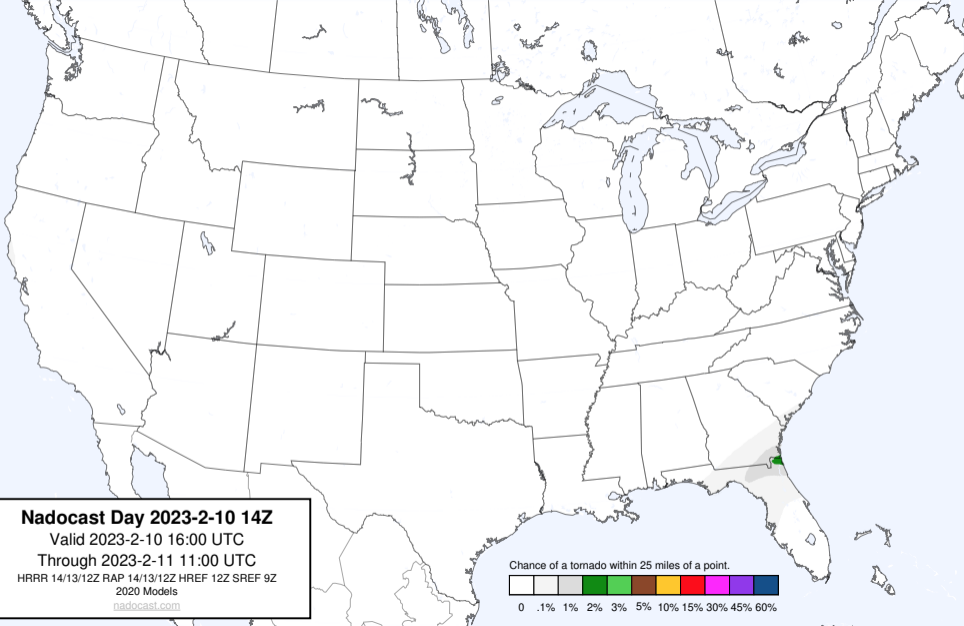 Nadocast Day 2023-2-10 14Z
Valid 2023-2-10 16:00 UTC
Through 2023-2-11 11:00 UTC
HRRR 14/13/12Z RAP 14/13/12Z HREF 12Z SREF 9Z
2020 Models
nadocast.com
Chance of a tornado within 25 miles of a point.
0 .1% 1% 2% 3% 5% 10% 15% 30% 45% 60%